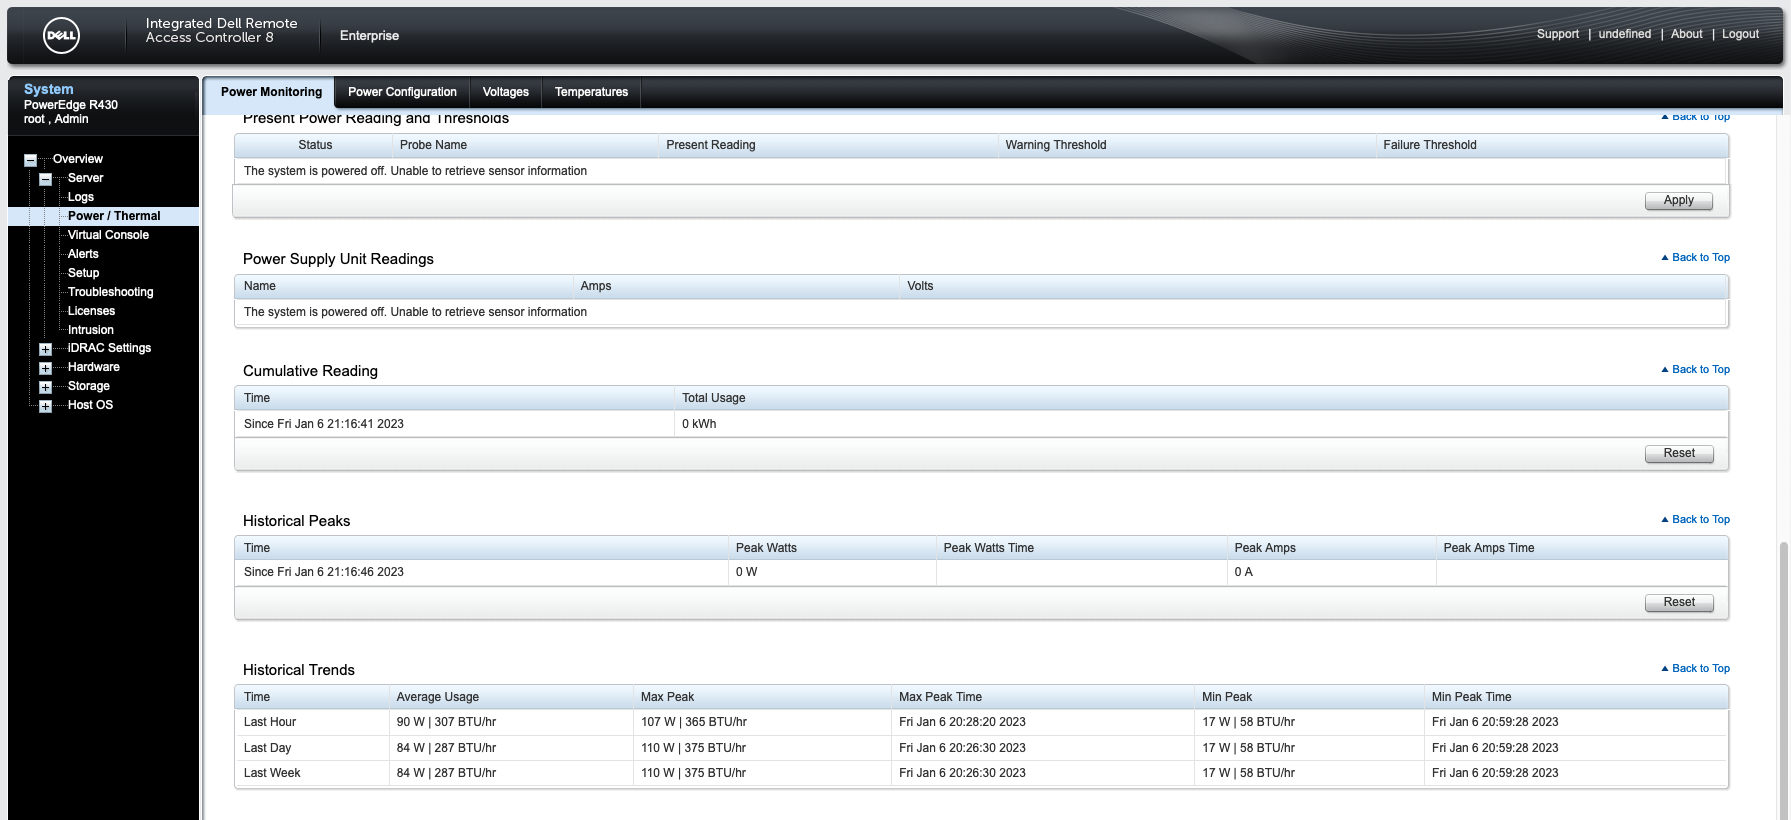 DELL
Integrated Dell Remote
Access Controller 8
Enterprise
Support | undefined | About | Logout
System
PowerEdge R430
root , Admin
Overview
Server
Logs
Power / Thermal
Virtual Console
Alerts
Setup
Troubleshooting
Licenses
Intrusion
iDRAC Settings
Hardware
Storage
Host OS
Power Monitoring Power Configuration Voltages Temperatures
Present Power Reading and Thresholds Back to Top
Status Probe Name Present Reading Warning Threshold Failure Threshold
The system is powered off. Unable to retrieve sensor information
Apply
Power Supply Unit Readings Back to Top
Name Amps Volts
The system is powered off. Unable to retrieve sensor information
Cumulative Reading Back to Top
Time Total Usage
Since Fri Jan 6 21:16:41 2023 0 kWh
Reset
Historical Peaks Back to Top
Time Peak Watts Peak Watts Time Peak Amps Peak Amps Time
Since Fri Jan 6 21:16:46 2023 0 W 0 A
Reset
Historical Trends Back to Top
Time Average Usage Max Peak Max Peak Time Min Peak Min Peak Time
Last Hour 90 W | 307 BTU/hr 107 W | 365 BTU/hr Fri Jan 6 20:28:20 2023 17 W | 58 BTU/hr Fri Jan 6 20:59:28 2023
Last Day 84 W | 287 BTU/hr 110 W | 375 BTU/hr Fri Jan 6 20:26:30 2023 17 W | 58 BTU/hr Fri Jan 6 20:59:28 2023
Last Week 84 W | 287 BTU/hr 110 W | 375 BTU/hr Fri Jan 6 20:26:30 2023 17 W | 58 BTU/hr Fri Jan 6 20:59:28 2023